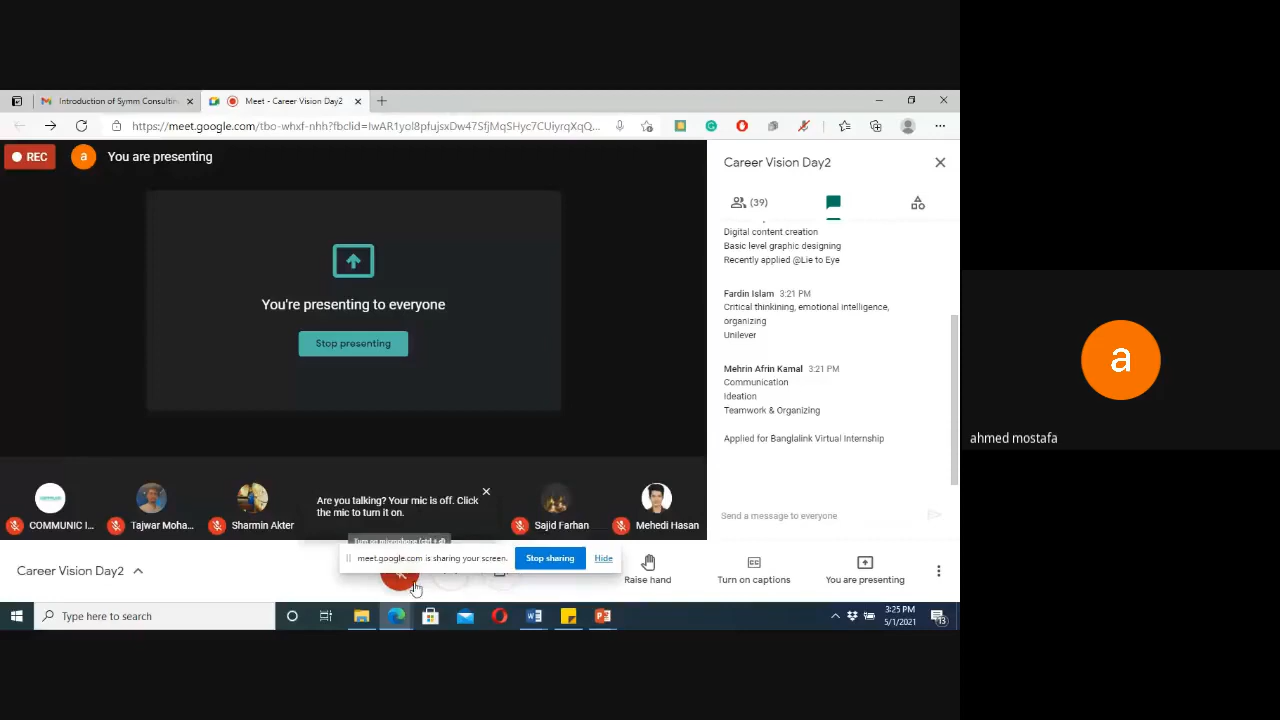 Introduction of Symm Consultin
Meet - Career Vision Day2
https://meet.google.com/tbo-whxf-nhh?fbclid=IwAR1yol8pfujsxDw47SfjMqSHyc7CUiyrqXqQ...
REC
a
You are presenting
Career Vision Day2
(39)
Digital content creation
Basic level graphic designing
Recently applied @Lie to Eye
You're presenting to everyone
Stop presenting
Fardin Islam 3:21 PM
Critical thinkining, emotional intelligence,
organizing
Unilever
Mehrin Afrin Kamal 3:21 PM
Communication
Ideation
Teamwork & Organizing
Applied for Banglalink Virtual Internship
a
ahmed mostafa
Are you talking? Your mic is off. Click
the mic to turn it on.
COMMUNIC I...
Tajwar Moha...
Sharmin Akter
Sajid Farhan
Mehedi Hasan
Send a message to everyone
Turn on microphone (ctrl + d)
meet.google.com is sharing your screen.
Stop sharing
Hide
Career Vision Day2
Raise hand
Turn on captions
You are presenting
Type here to search
3:25 PM
5/1/2021
13